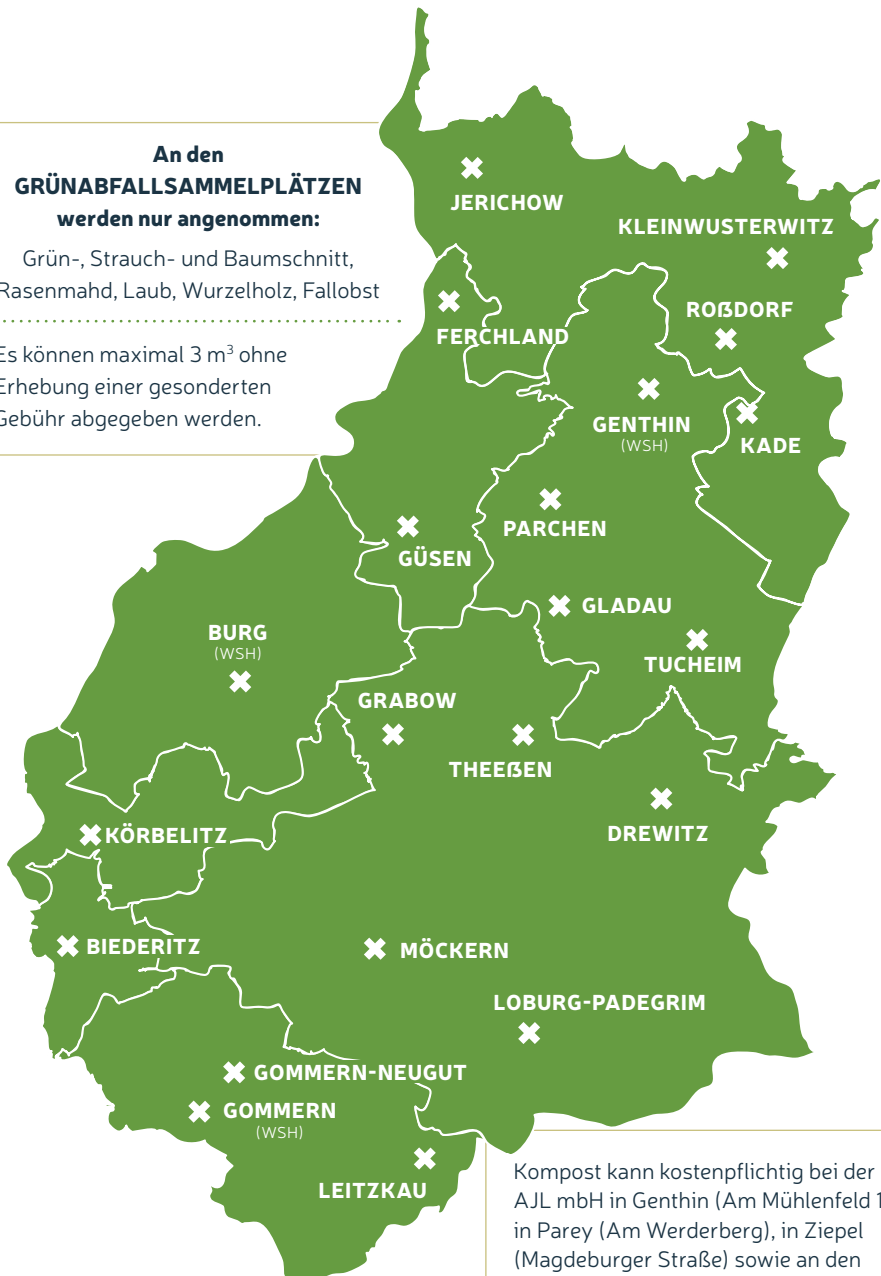 An den
GRÜNABFALLSAMMELPLÄTZEN
werden nur angenommen:
Grün-, Strauch- und Baumschnitt,
Rasenmahd, Laub, Wurzelholz, Fallobst
Es können maximal 3 m³ ohne
Erhebung einer gesonderten
Gebühr abgegeben werden.
JERICHOW
KLEINWUSTERWITZ
ROẞDORF
FERCHLAND
GENTHIN
(WSH)
KADE
PARCHEN
GÜSEN
GLADAU
BURG
(WSH)
TUCHEIM
GRABOW
THEEẞEN
DREWITZ
KÖRBELITZ
BIEDERITZ
MÖCKERN
LOBURG-PADEGRIM
GOMMERN-NEUGUT
GOMMERN
(WSH)
LEITZKAU
Kompost kann kostenpflichtig bei der
AJL mbH in Genthin (Am Mühlenfeld 1
in Parey (Am Werderberg), in Ziepel
(Magdeburger Straße) sowie an den